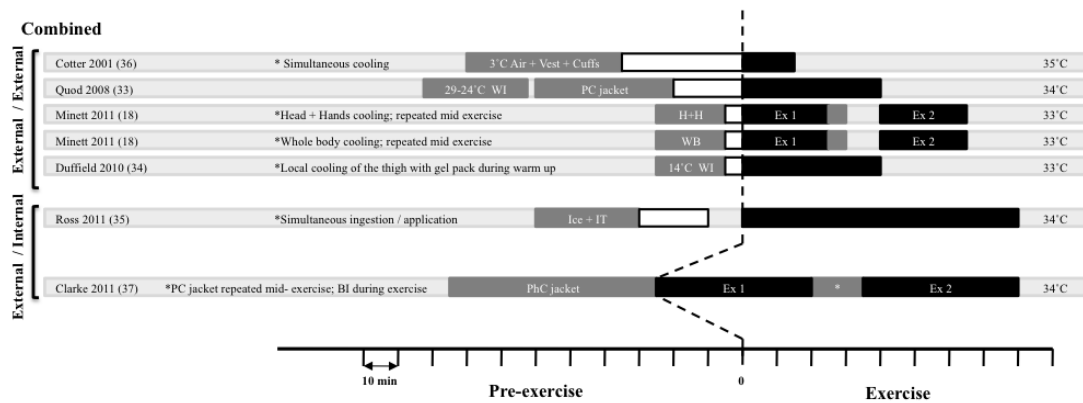 Combined
External / External
Cotter 2001 (36) * Simultaneous cooling 3˚C Air + Vest + Cuffs 35˚C
Quod 2008 (33) 29-24˚C WI PC jacket 34˚C
Minett 2011 (18) *Head + Hands cooling; repeated mid exercise H+H Ex 1 Ex 2 33˚C
Minett 2011 (18) *Whole body cooling; repeated mid exercise WB Ex 1 Ex 2 33˚C
Duffield 2010 (34) *Local cooling of the thigh with gel pack during warm up 14˚C WI 33˚C
External / Internal
Ross 2011 (35) *Simultaneous ingestion / application Ice + IT 34˚C
Clarke 2011 (37) *PC jacket repeated mid- exercise; BI during exercise PhC jacket Ex 1 * Ex 2 34˚C
10 min Pre-exercise 0 Exercise